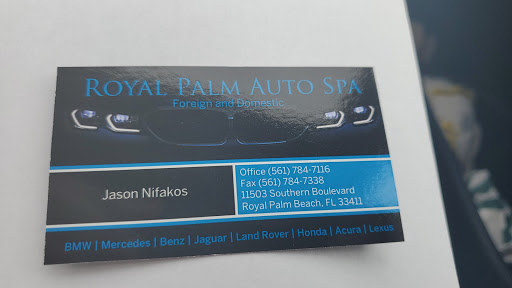 ROYAL PALM AUTO SPA
Foreign and Domestic
Jason Nifakos
Office (561) 784-7116
Fax (561) 784-7338
11503 Southern Boulevard
Royal Palm Beach, FL 33411
BMW | Mercedes | Benz | Jaguar | Land Rover | Honda | Acura | Lexus